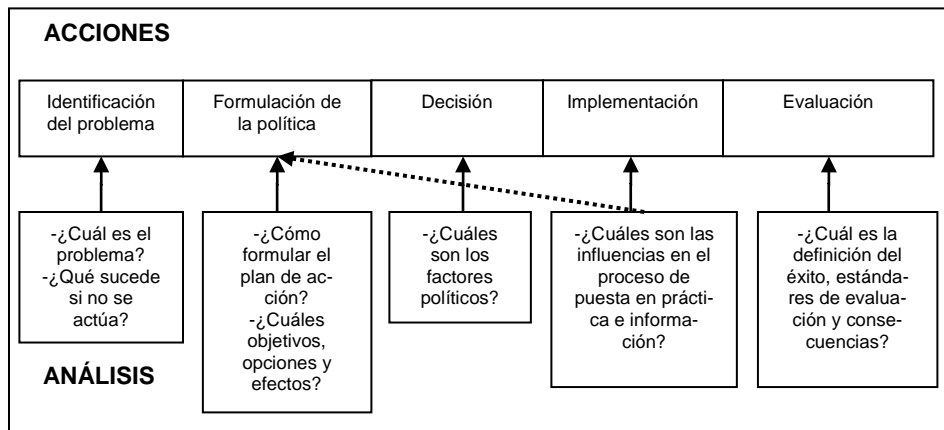 ACCIONES
Identificación
del problema
Formulación de
la política
Decisión
Implementación
Evaluación
-¿Cuál es el
problema?
-¿Qué sucede
si no se
actúa?
-¿Cómo
formular el
plan de ac-
ción?
-¿Cuáles
objetivos,
opciones y
efectos?
-¿Cuáles
son los
factores
políticos?
-¿Cuáles son las
influencias en el
proceso de
puesta en prácti-
ca e informa-
ción?
-¿Cuál es la
definición del
éxito, estánda-
res de evalua-
ción y conse-
cuencias?
ANÁLISIS